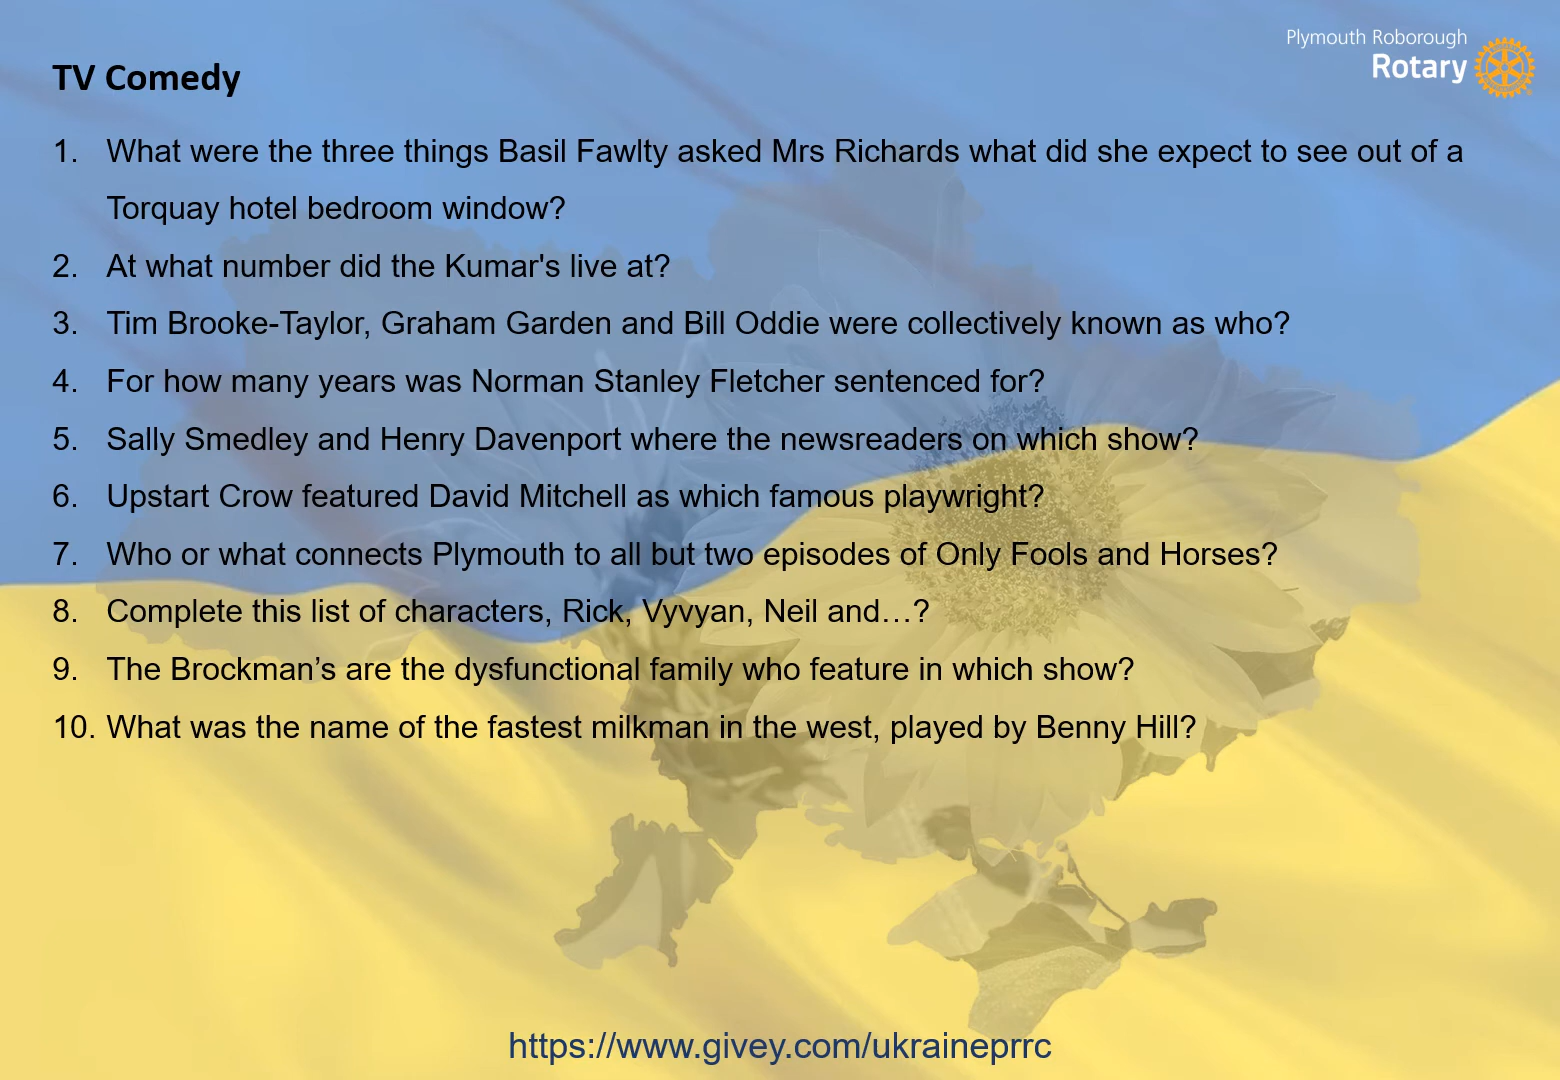 Plymouth Roborough
Rotary
TV Comedy
1. What were the three things Basil Fawlty asked Mrs Richards what did she expect to see out of a
Torquay hotel bedroom window?
2. At what number did the Kumar's live at?
3. Tim Brooke-Taylor, Graham Garden and Bill Oddie were collectively known as who?
4. For how many years was Norman Stanley Fletcher sentenced for?
5. Sally Smedley and Henry Davenport where the newsreaders on which show?
6. Upstart Crow featured David Mitchell as which famous playwright?
7. Who or what connects Plymouth to all but two episodes of Only Fools and Horses?
8. Complete this list of characters, Rick, Vyvyan, Neil and…?
9. The Brockman’s are the dysfunctional family who feature in which show?
10. What was the name of the fastest milkman in the west, played by Benny Hill?
https://www.givey.com/ukraineprrc